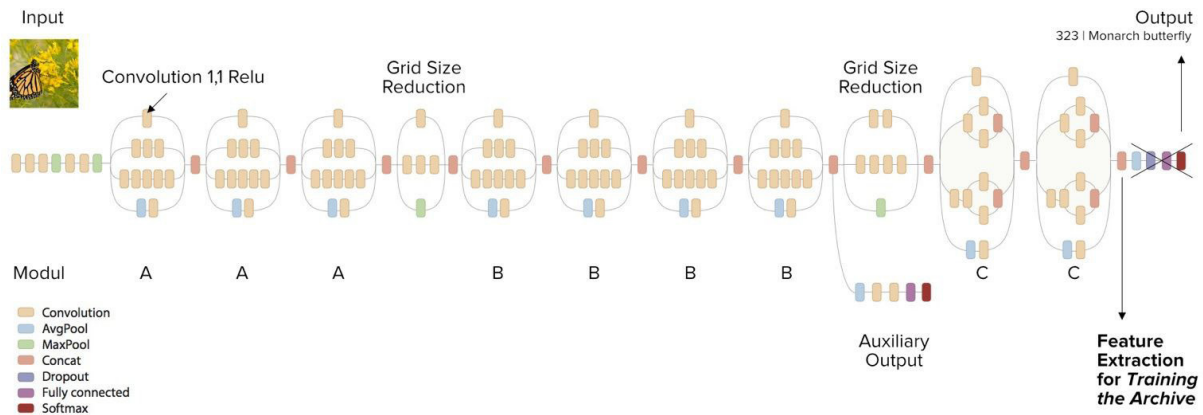 Input
Output
323 | Monarch butterfly
Convolution 1,1 Relu
Grid Size
Reduction
Grid Size
Reduction
Modul
A
A
A
B
B
B
B
C
C
Convolution
AvgPool
MaxPool
Concat
Dropout
Fully connected
Softmax
Auxiliary
Output
Feature
Extraction
for Training
the Archive